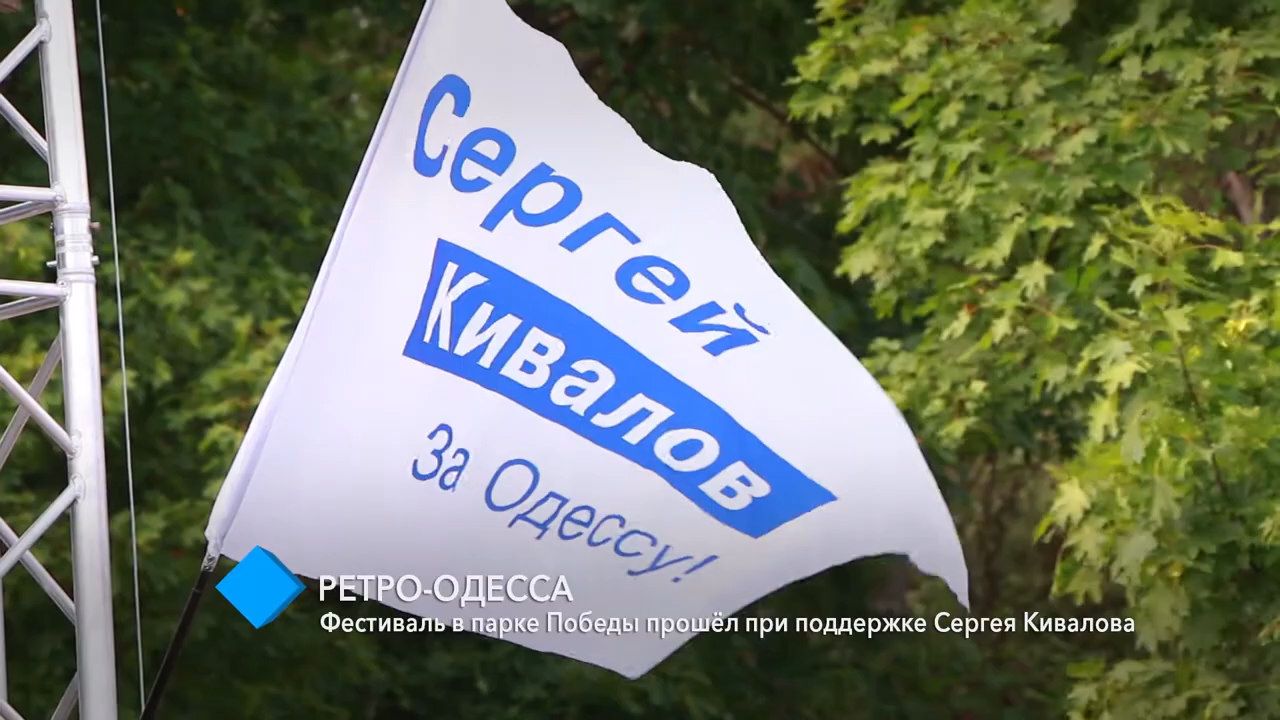 Сергей
Кивалов
За Одессу!
РЕТРО-ОДЕССА
Фестиваль в парке Победы прошёл при поддержке Сергея Кивалова